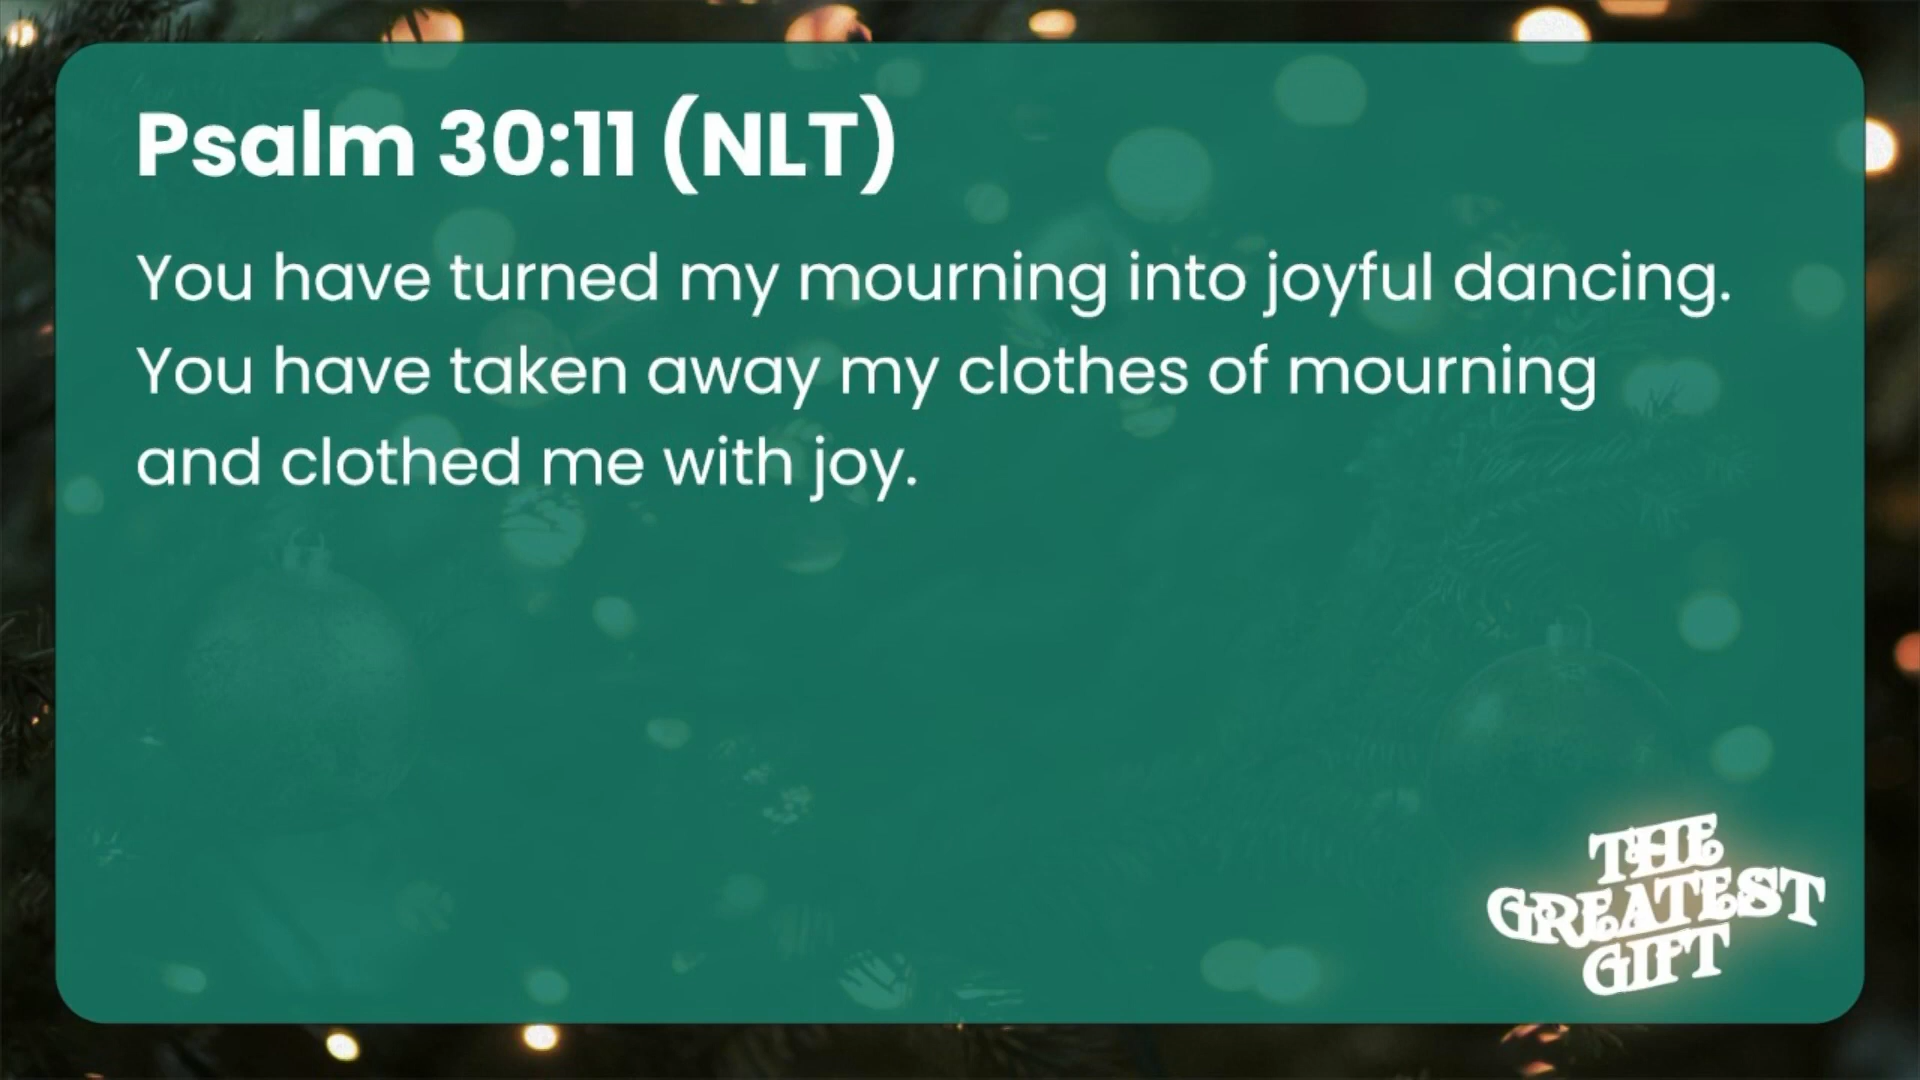 Psalm 30:11 (NLT)
You have turned my mourning into joyful dancing.
You have taken away my clothes of mourning
and clothed me with joy.
THE
GREATEST
GIFT